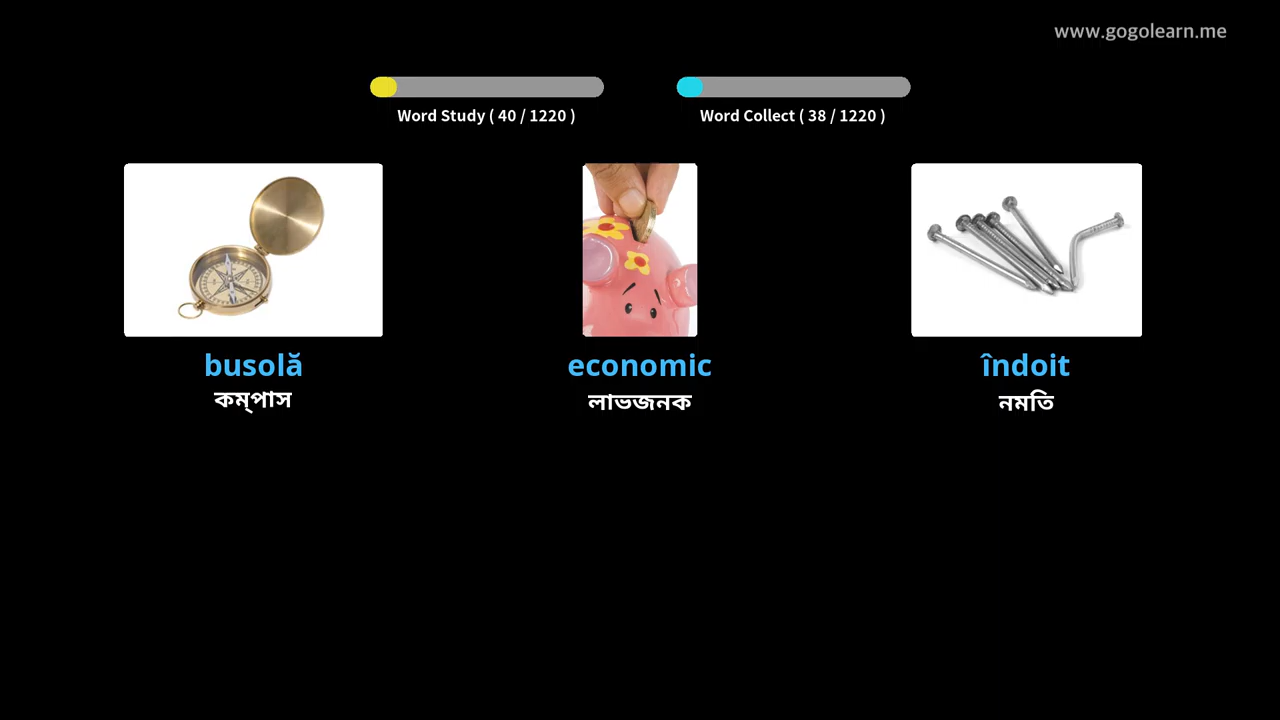 www.gogolearn.me
Word Study ( 40 / 1220 )
Word Collect ( 38 / 1220 )
busolă
economic
îndoit
কম্‌পাস
লাভজনক
নমতি